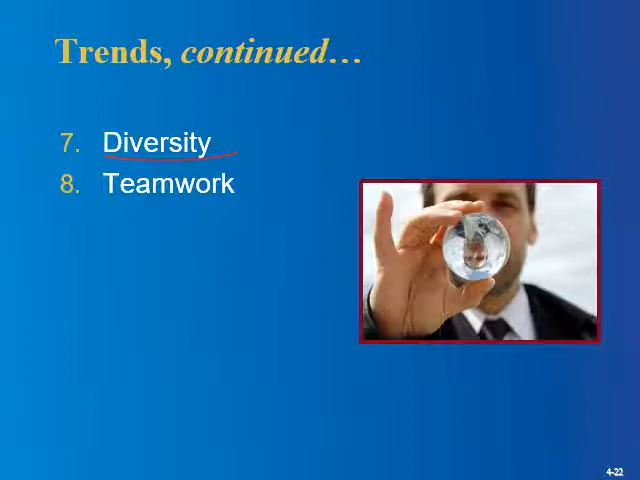 Trends, continued…
7. Diversity
8. Teamwork
4-22